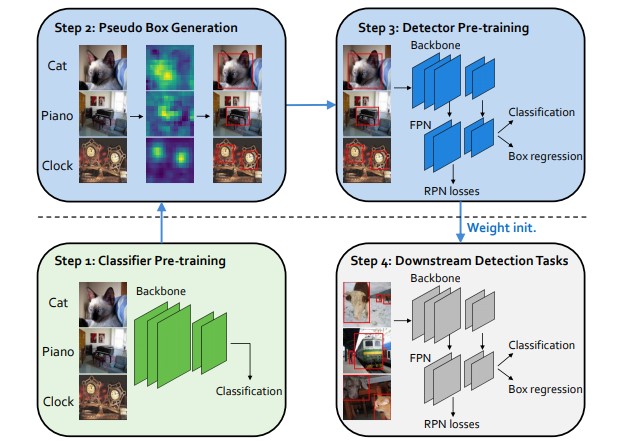 Step 2: Pseudo Box Generation
Cat
Piano
Clock
Step 3: Detector Pre-training
Backbone
FPN
Classification
Box regression
RPN losses
Weight init.
Step 1: Classifier Pre-training
Cat
Backbone
Piano
Classification
Clock
Step 4: Downstream Detection Tasks
Backbone
Classification
FPN
Box regression
RPN losses